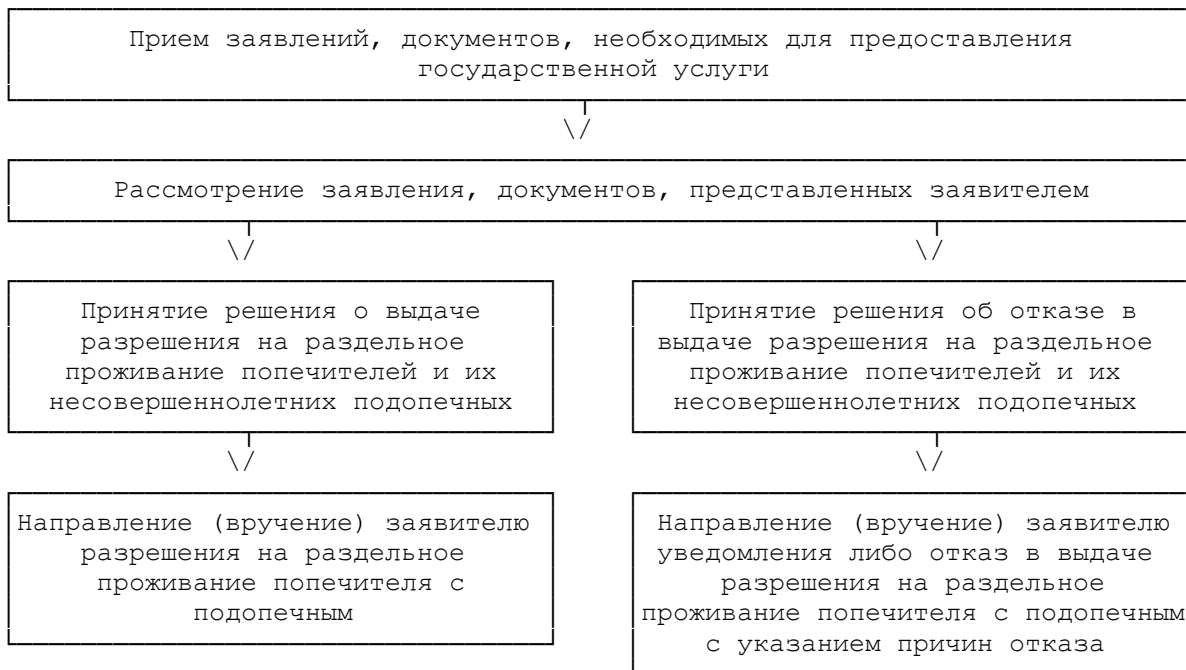 Прием заявлений, документов, необходимых для предоставления
государственной услуги
\/
Рассмотрение заявления, документов, представленных заявителем
\/ \/
Принятие решения о выдаче
разрешения на раздельное
проживание попечителей и их
несовершеннолетних подопечных
Принятие решения об отказе в
выдаче разрешения на раздельное
проживание попечителей и их
несовершеннолетних подопечных
\/ \/
Направление (вручение) заявителю
разрешения на раздельное
проживание попечителя с
подопечным
Направление (вручение) заявителю
уведомления либо отказ в выдаче
разрешения на раздельное
проживание попечителя с подопечным
с указанием причин отказа